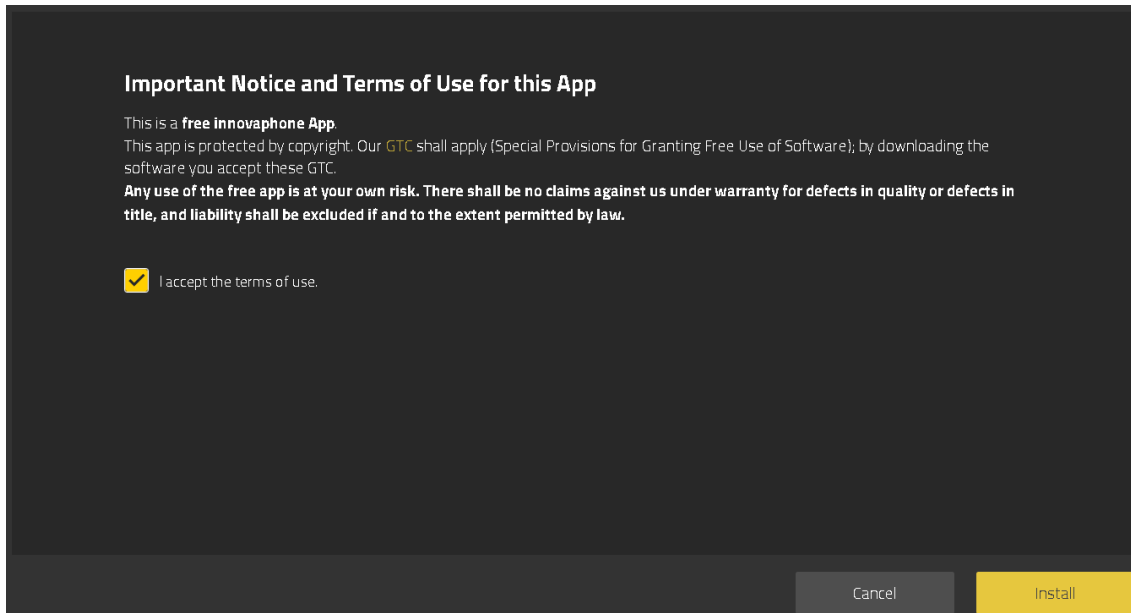 Important Notice and Terms of Use for this App
This is a free innovaphone App.
This app is protected by copyright. Our GTC shall apply (Special Provisions for Granting Free Use of Software); by downloading the
software you accept these GTC.
Any use of the free app is at your own risk. There shall be no claims against us under warranty for defects in quality or defects in
title, and liability shall be excluded if and to the extent permitted by law.
I accept the terms of use.
Cancel
Install